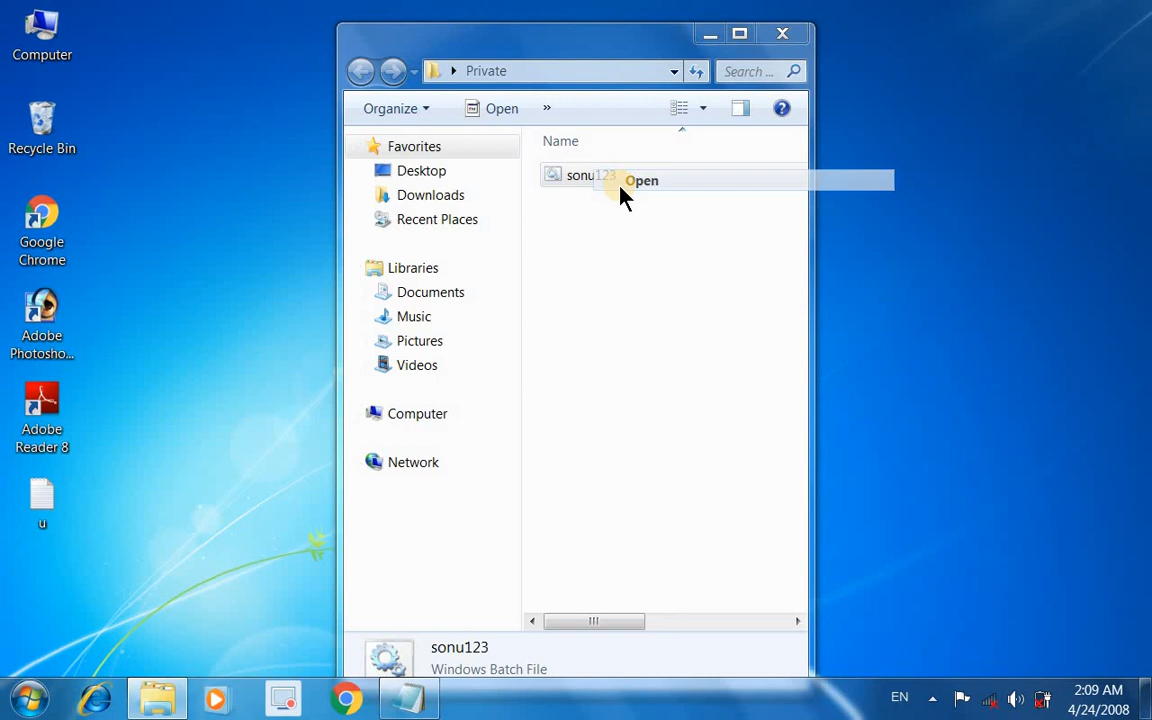 Computer
Recycle Bin
Google
Chrome
Adobe
Photosho...
Adobe
Reader 8
u
Private
Search ...
Organize
Open
»
Favorites
Desktop
Downloads
Recent Places
Libraries
Documents
Music
Pictures
Videos
Computer
Network
Name
sonu123
Open
sonu123
Windows Batch File
EN
2:09 AM
4/24/2008